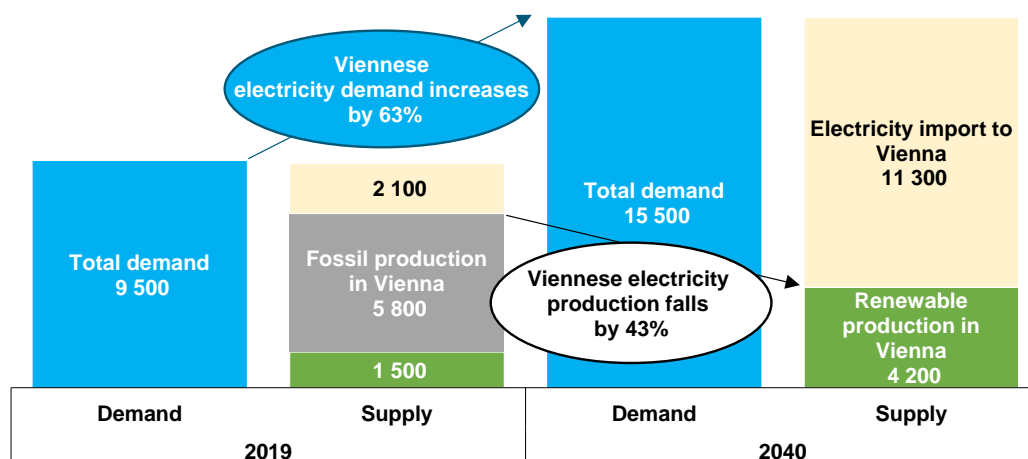 Viennese
electricity demand increases
by 63%
Total demand
9 500
2 100
Fossil production
in Vienna
5 800
1 500
Viennese electricity
production falls
by 43%
Total demand
15 500
Electricity import to
Vienna
11 300
Renewable
production in
Vienna
4 200
Demand
Supply
Demand
Supply
2019
2040